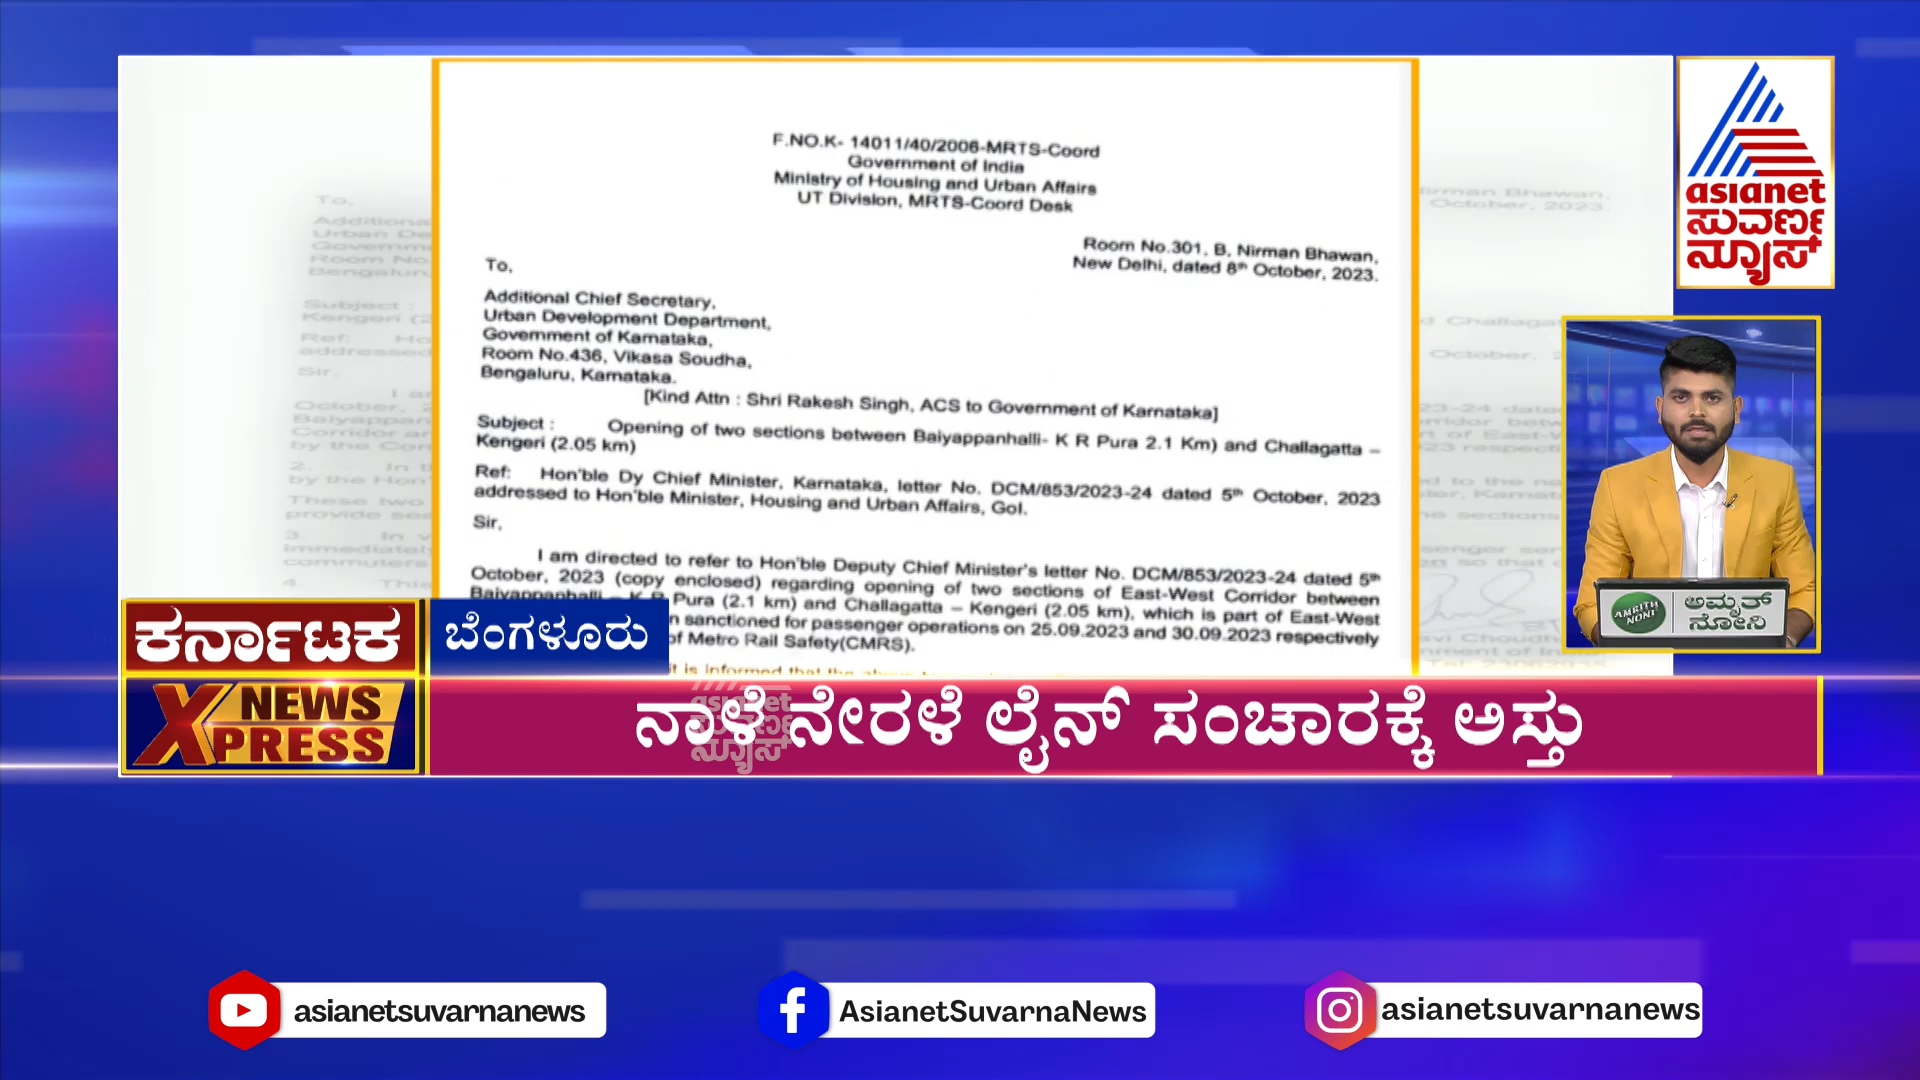 F.NO.K- 14011/40/2006-MRTS-Coord
Government of India
Ministry of Housing and Urban Affairs
UT Division, MRTS-Coord Desk
Room No.301, B, Nirman Bhawan,
New Delhi, dated 8th October, 2023.
To,
Additional Chief Secretary,
Urban Development Department,
Government of Karnataka,
Room No.436, Vikasa Soudha,
Bengaluru, Karnataka.
[Kind Attn : Shri Rakesh Singh, ACS to Government of Karnataka]
Subject : Opening of two sections between Baiyappanhalli- K R Pura 2.1 Km) and Challagatta –
Kengeri (2.05 km)
Ref: Hon'ble Dy Chief Minister, Karnataka, letter No. DCM/853/2023-24 dated 5th October, 2023
addressed to Hon'ble Minister, Housing and Urban Affairs, GoI.
Sir,
I am directed to refer to Hon'ble Deputy Chief Minister's letter No. DCM/853/2023-24 dated 5th
October, 2023 (copy enclosed) regarding opening of two sections of East-West Corridor between
Baiyappanhalli – K R Pura (2.1 km) and Challagatta – Kengeri (2.05 km), which is part of East-West
n sanctioned for passenger operations on 25.09.2023 and 30.09.2023 respectively
of Metro Rail Safety(CMRS).
it is informed that the
asianet
ಸುವರ್ಣ
ನ್ಯೂಸ್
AMRITH
NONI
ಅಮೃತ್
ನೋನಿ
ಕರ್ನಾಟಕ
ಬೆಂಗಳೂರು
NEWS
XPRESS
ನಾಳೆ ನೇರಳೆ ಲೈನ್ ಸಂಚಾರಕ್ಕೆ ಅಸ್ತು
asianet
ಸುವರ್ಣ
ನ್ಯೂಸ್
asianetsuvarnanews
AsianetSuvarnaNews
asianetsuvarnanews